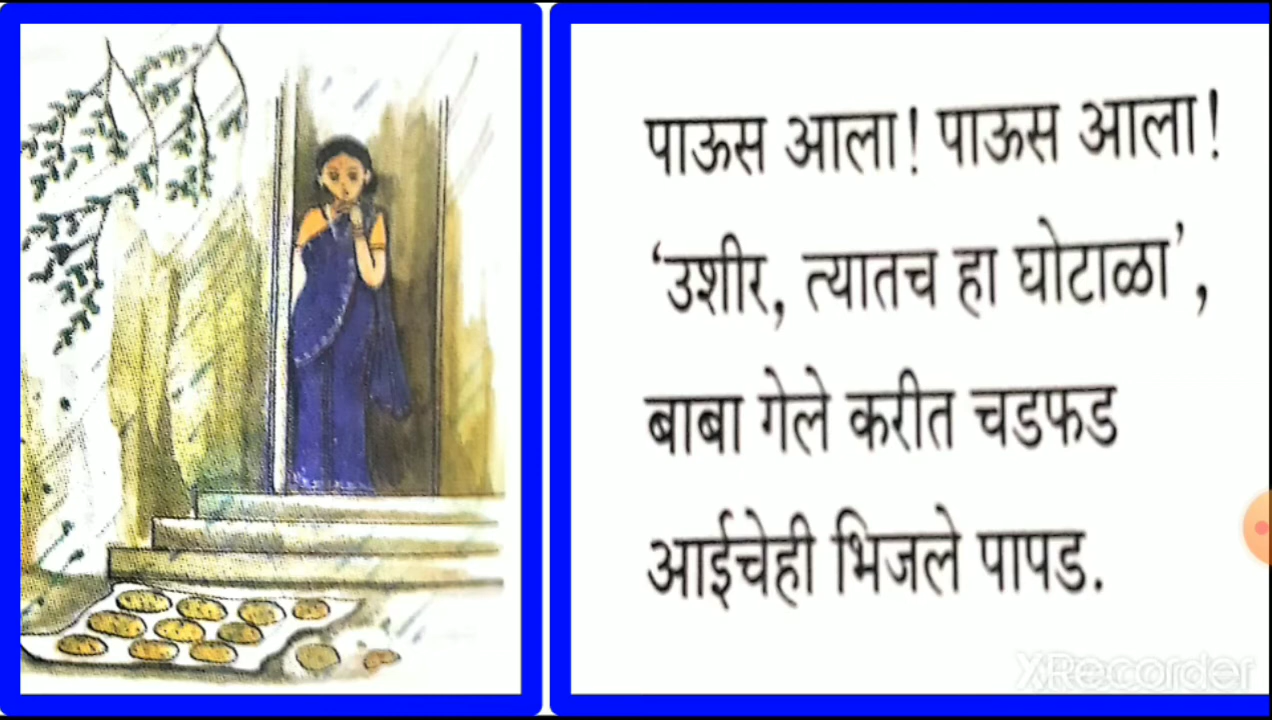 पाऊस आला! पाऊस आला!
‘उशीर, त्यातच हा घोटाळा’,
बाबा गेले करीत चडफड
आईचेही भिजले पापड.
XRecorder